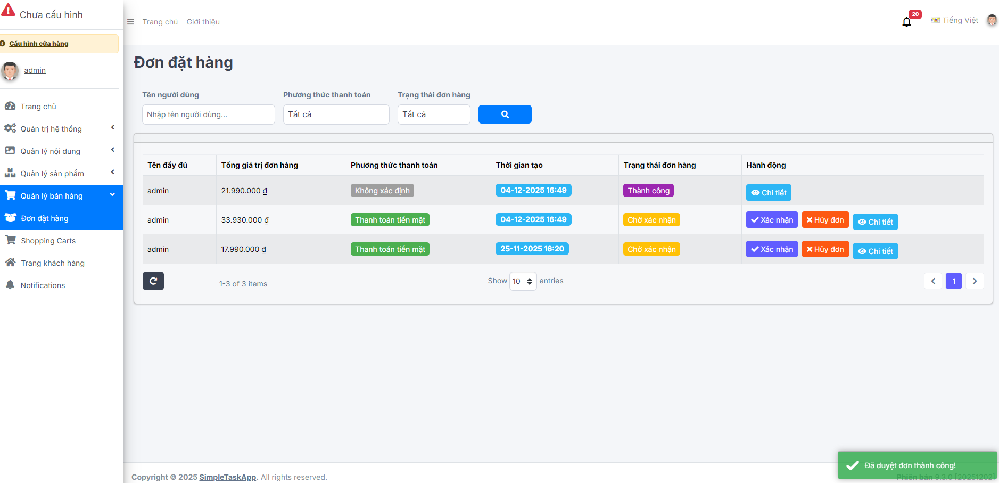 Chưa cấu hình
Cấu hình cửa hàng
admin
Trang chủ
Quản trị hệ thống
Quản lý nội dung
Quản lý sản phẩm
Quản lý bán hàng
Đơn đặt hàng
Shopping Carts
Trang khách hàng
Notifications
Trang chủ Giới thiệu
20
Tiếng Việt
Đơn đặt hàng
Tên người dùng Phương thức thanh toán Trạng thái đơn hàng
Nhập tên người dùng... Tất cả Tất cả
Tên đầy đủ Tổng giá trị đơn hàng Phương thức thanh toán Thời gian tạo Trạng thái đơn hàng Hành động
admin 21.990.000 ₫ Không xác định 04-12-2025 16:49 Thành công Chi tiết
admin 33.930.000 ₫ Thanh toán tiền mặt 04-12-2025 16:49 Chờ xác nhận Xác nhận Hủy đơn Chi tiết
admin 17.990.000 ₫ Thanh toán tiền mặt 25-11-2025 16:20 Chờ xác nhận Xác nhận Hủy đơn Chi tiết
1-3 of 3 items Show 10 entries 1
Đã duyệt đơn thành công!
Copyright © 2025 SimpleTaskApp. All rights reserved. Phiên bản 9.3.0 [20251202]